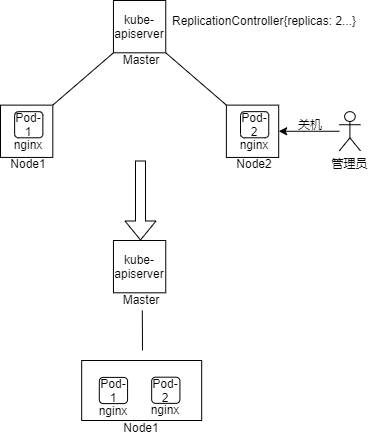 kube-
apiserver
ReplicationController{replicas: 2...}
Master
Pod-
1
nginx
Node1
Pod-
2
nginx
Node2
关机
管理员
kube-
apiserver
Master
Pod-
1
nginx
Pod-
2
nginx
Node1